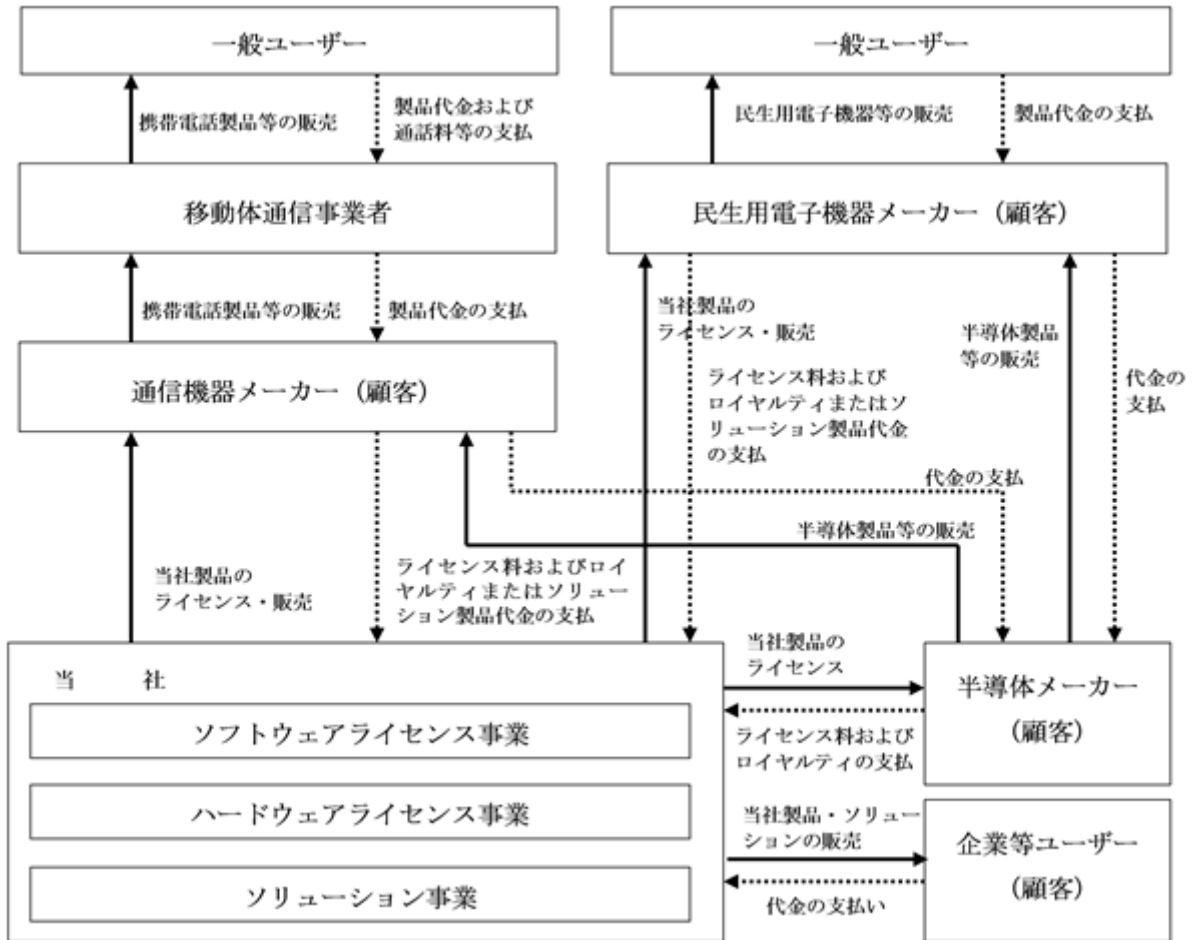 一般ユーザー
一般ユーザー
携帯電話製品等の販売
製品代金および
通話料等の支払
民生用電子機器等の販売
製品代金の支払
移動体通信事業者
民生用電子機器メーカー（顧客）
携帯電話製品等の販売
製品代金の支払
当社製品の
ライセンス・販売
半導体製品
等の販売
通信機器メーカー（顧客）
ライセンス料および
ロイヤルティまたはソ
リューション製品代金
の支払
代金の
支払
代金の支払
半導体製品等の販売
当社製品の
ライセンス・販売
ライセンス料およびロイ
ヤルティまたはソリュー
ション製品代金の支払
当　　社
ソフトウェアライセンス事業
ハードウェアライセンス事業
ソリューション事業
当社製品の
ライセンス
ライセンス料および
ロイヤルティの支払
半導体メーカー
（顧客）
当社製品・ソリュー
ションの販売
代金の支払い
企業等ユーザー
（顧客）